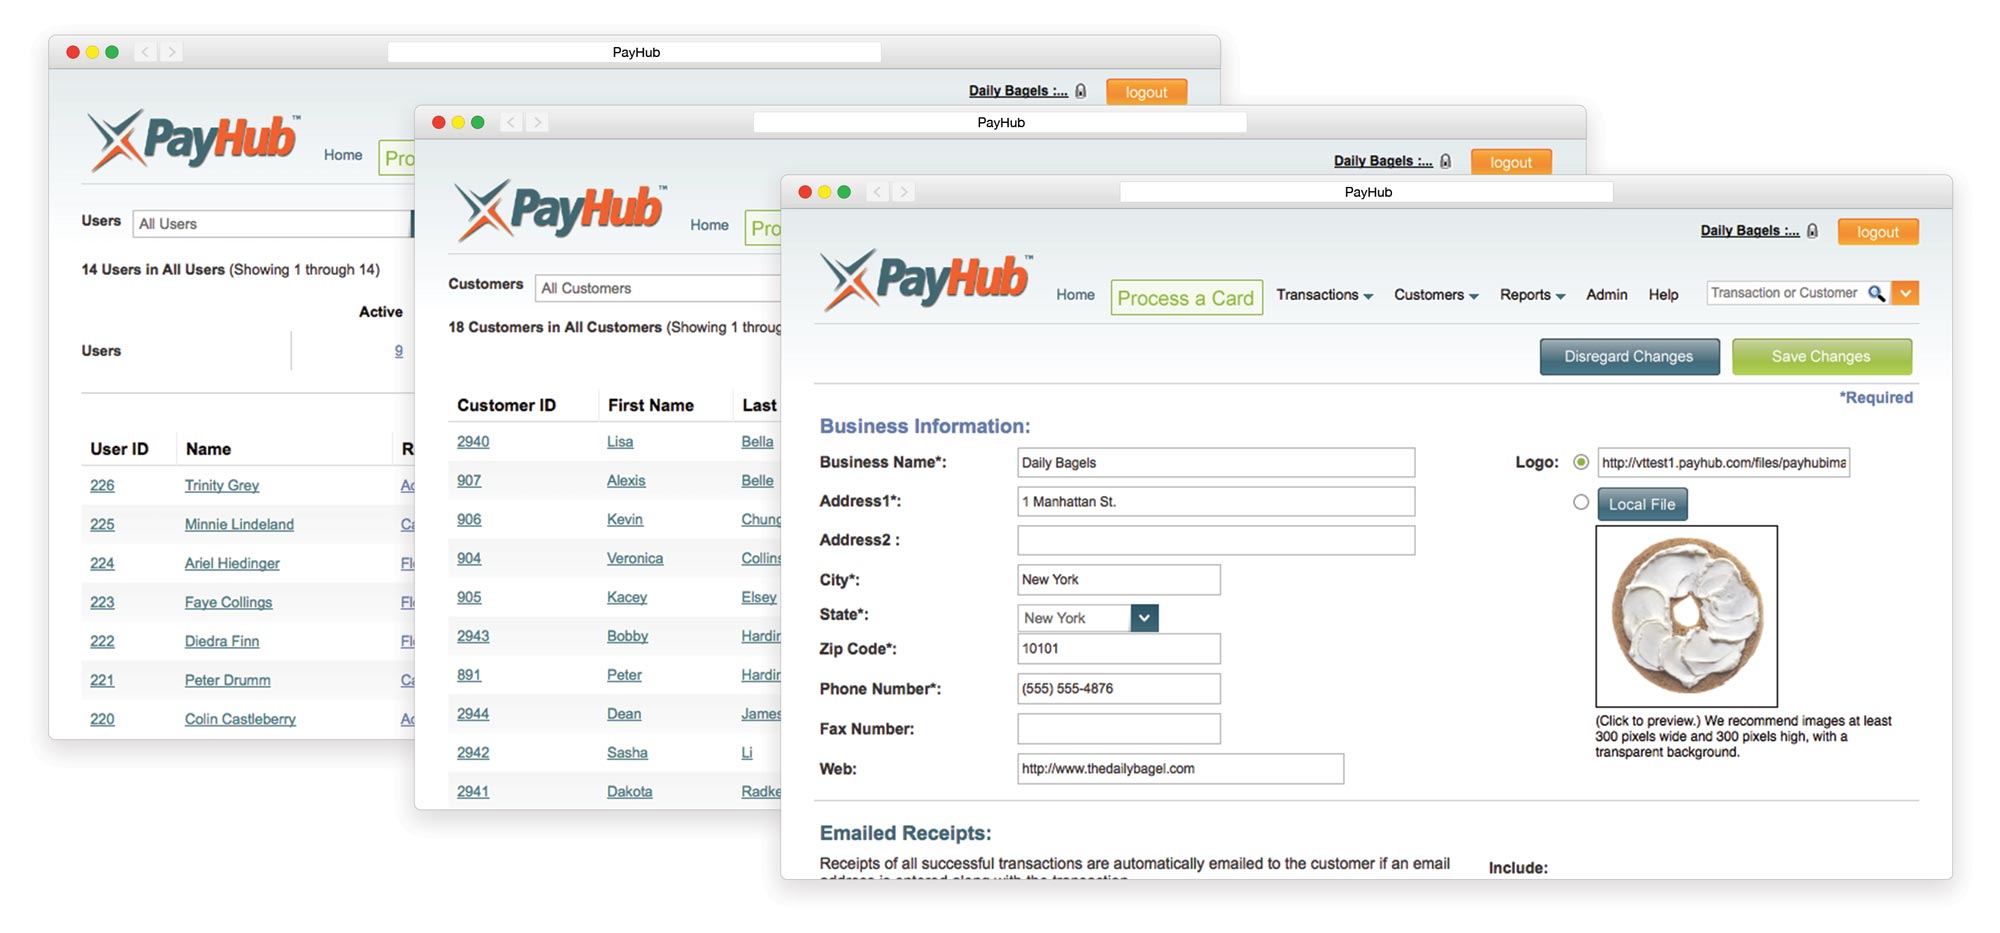 PayHub
Daily Bagels :...
logout
PayHub™
Home
Users
All Users
14 Users in All Users (Showing 1 through 14)
Active
Users
9
User ID Name
226 Trinity Grey
225 Minnie Lindeland
224 Ariel Hiedinger
223 Faye Collings
222 Diedra Finn
221 Peter Drumm
220 Colin Castleberry
PayHub
Daily Bagels :...
logout
PayHub™
Home
Customers
All Customers
18 Customers in All Customers (Showing 1
Customer ID First Name Last
2940 Lisa Bella
907 Alexis Belle
906 Kevin Chung
904 Veronica Collins
905 Kacey Elsey
2943 Bobby
891 Peter
2944 Dean James
2942 Sasha Li
2941 Dakota Radke
PayHub
Daily Bagels :...
logout
PayHub™
Home Process a Card Transactions Customers Reports Admin Help Transaction or Customer
Disregard Changes Save Changes
*Required
Business Information:
Business Name*: Daily Bagels
Address1*: 1 Manhattan St.
Address2 :
City*: New York
State*: New York
Zip Code*: 10101
Phone Number*: (555) 555-4876
Fax Number:
Web: http://www.thedailybagel.com
Logo: http://vttest1.payhub.com/files/payhubima
Local File
(Click to preview.) We recommend images at least
300 pixels wide and 300 pixels high, with a
transparent background.
Emailed Receipts:
Receipts of all successful transactions are automatically emailed to the customer if an email
address is entered along with the transaction
Include: